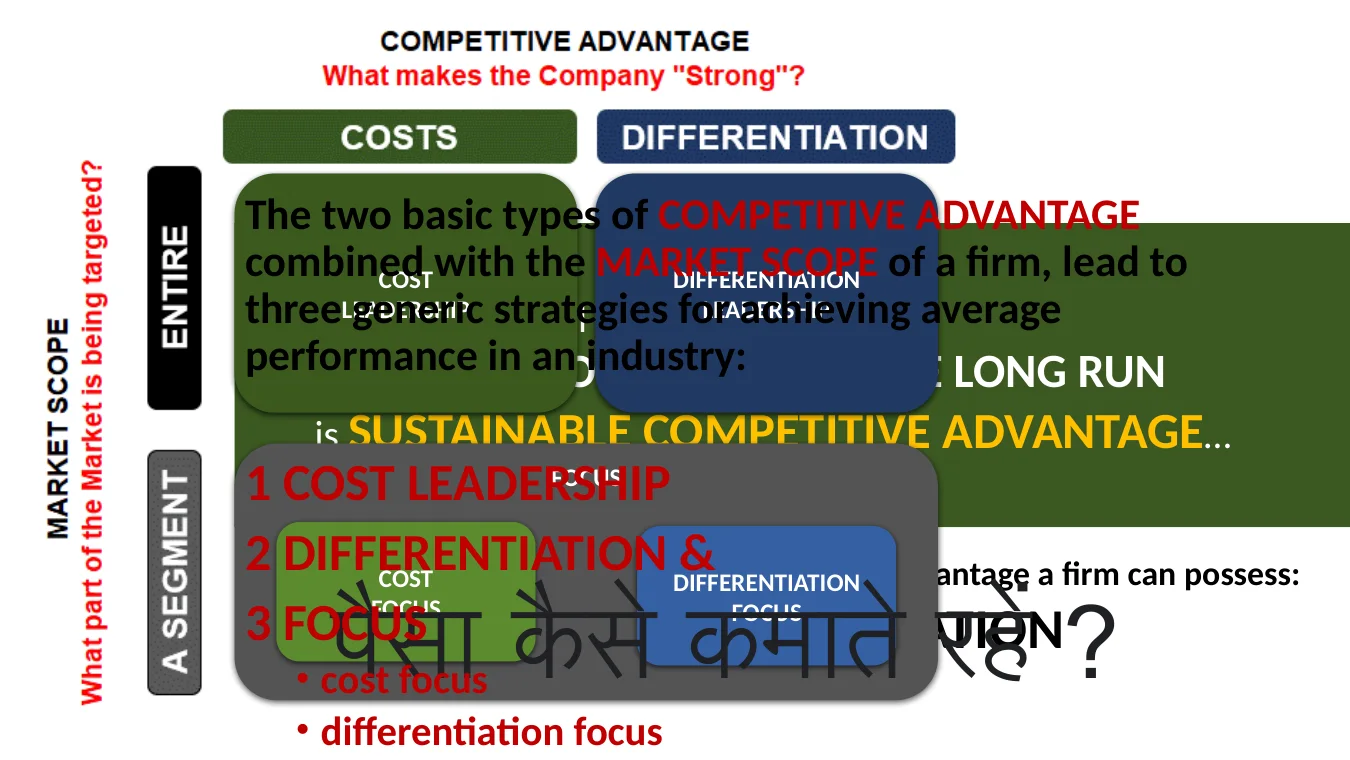 COMPETITIVE ADVANTAGE
What makes the Company "Strong"?
COSTS
DIFFERENTIATION
MARKET SCOPE
What part of the Market is being targeted?
ENTIRE
A SEGMENT
The two basic types of COMPETITIVE ADVANTAGE
combined with the MARKET SCOPE of a firm, lead to
three generic strategies for achieving average
performance in an industry:
COST
LEADERSHIP
DIFFERENTIATION
LEADERSHIP
LONG RUN
is SUSTAINABLE COMPETITIVE ADVANTAGE...
FOCUS
1 COST LEADERSHIP
2 DIFFERENTIATION &
3 FOCUS
• cost focus
• differentiation focus
COST
FOCUS
DIFFERENTIATION
FOCUS
a firm can possess:
पैसा कैसे कमाते रहें ?